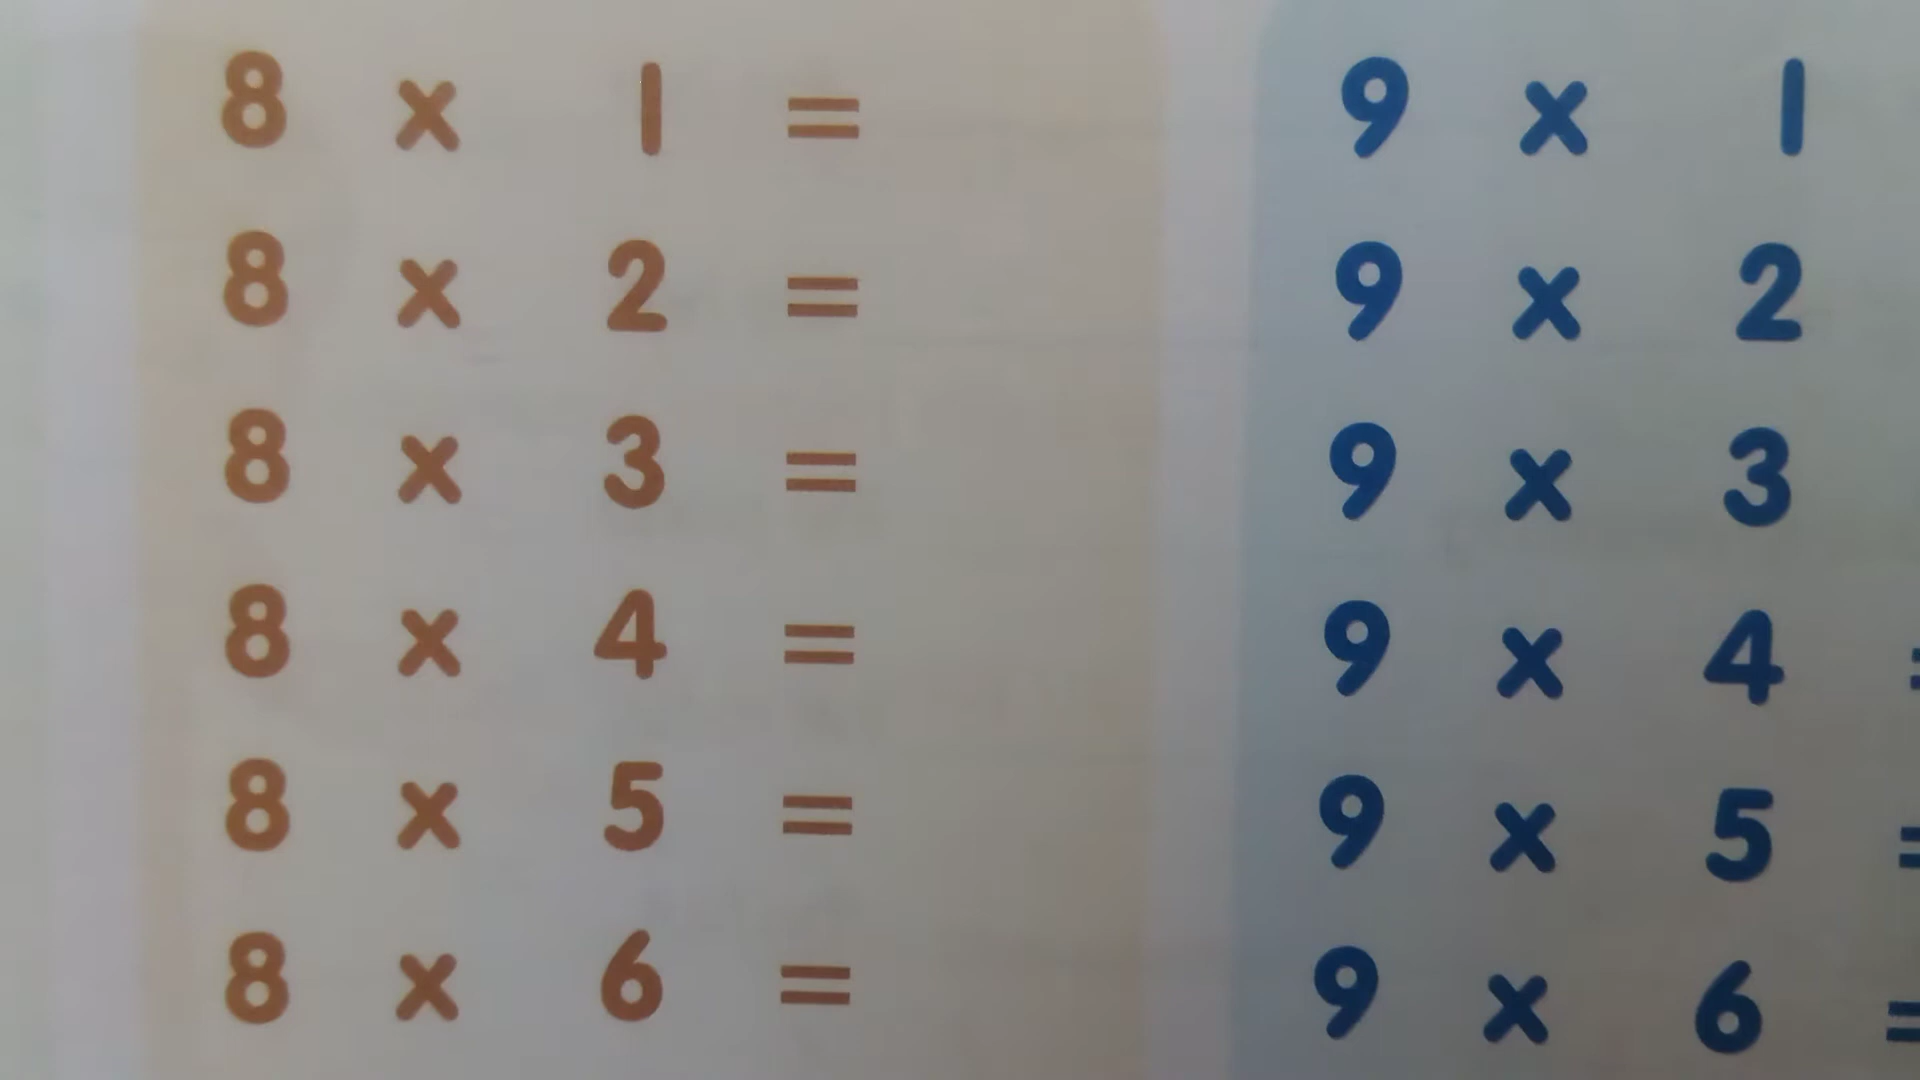 8 x 1 =
8 x 2 =
8 x 3 =
8 x 4 =
8 x 5 =
8 x 6 =
9 x 1
9 x 2
9 x 3
9 x 4 =
9 x 5 =
9 x 6 =